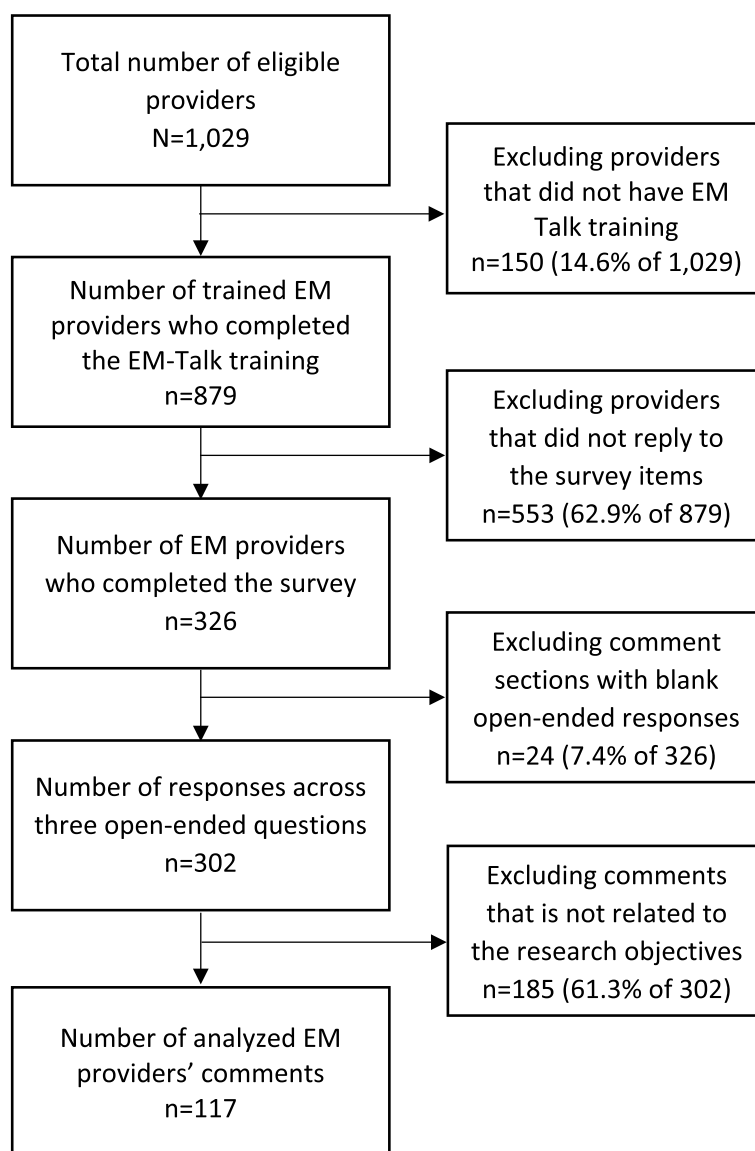 Total number of eligible
providers
N=1,029
Excluding providers
that did not have EM
Talk training
n=150 (14.6% of 1,029)
Number of trained EM
providers who completed
the EM-Talk training
n=879
Excluding providers
that did not reply to
the survey items
n=553 (62.9% of 879)
Number of EM providers
who completed the survey
n=326
Excluding comment
sections with blank
open-ended responses
n=24 (7.4% of 326)
Number of responses across
three open-ended questions
n=302
Excluding comments
that is not related to
the research objectives
n=185 (61.3% of 302)
Number of analyzed EM
providers’ comments
n=117